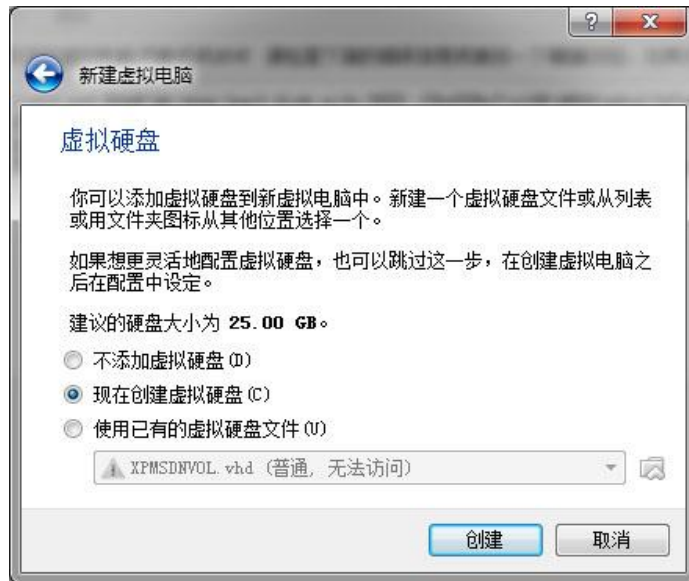 新建虚拟电脑
虚拟硬盘
你可以添加虚拟硬盘到新虚拟电脑中。新建一个虚拟硬盘文件或从列表
或用文件夹图标从其他位置选择一个。
如果想更灵活地配置虚拟硬盘，也可以跳过这一步，在创建虚拟电脑之
后在配置中设定。
建议的硬盘大小为 25.00 GB。
不添加虚拟硬盘(D)
现在创建虚拟硬盘(C)
使用已有的虚拟硬盘文件(U)
XPMSDNVOL.vhd (普通, 无法访问)
创建 取消